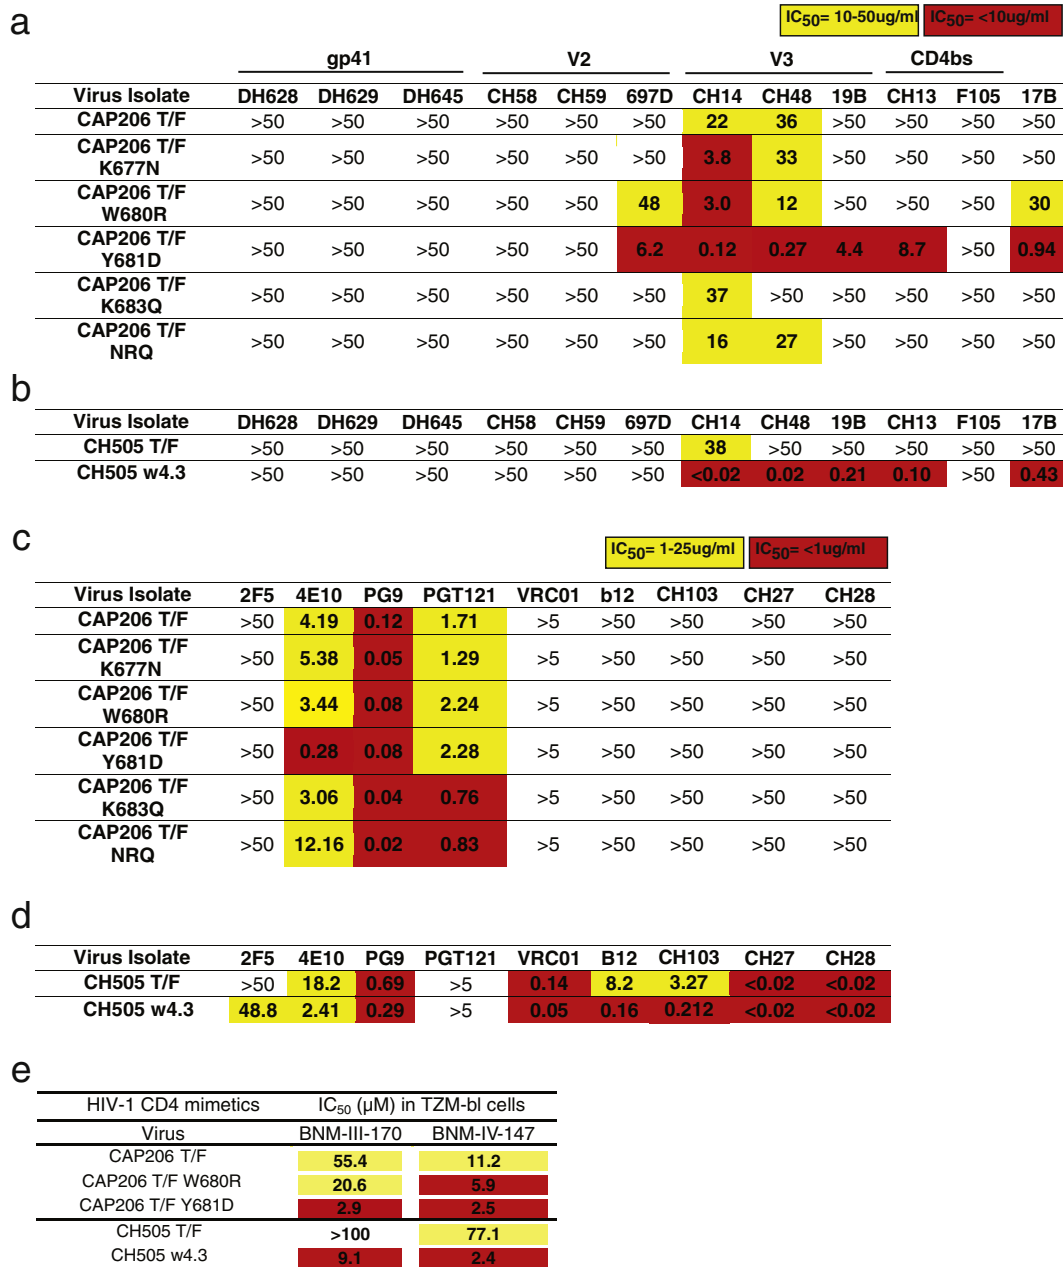 a
IC50= 10-50ug/ml IC50= <10ug/ml
gp41 V2 V3 CD4bs
Virus Isolate DH628 DH629 DH645 CH58 CH59 697D CH14 CH48 19B CH13 F105 17B
CAP206 T/F >50 >50 >50 >50 >50 >50 22 36 >50 >50 >50 >50
CAP206 T/F
K677N >50 >50 >50 >50 >50 >50 3.8 33 >50 >50 >50 >50
CAP206 T/F
W680R >50 >50 >50 >50 >50 48 3.0 12 >50 >50 >50 30
CAP206 T/F
Y681D >50 >50 >50 >50 >50 6.2 0.12 0.27 4.4 8.7 >50 0.94
CAP206 T/F
K683Q >50 >50 >50 >50 >50 >50 37 >50 >50 >50 >50 >50
CAP206 T/F
NRQ >50 >50 >50 >50 >50 >50 16 27 >50 >50 >50 >50
b
Virus Isolate DH628 DH629 DH645 CH58 CH59 697D CH14 CH48 19B CH13 F105 17B
CH505 T/F >50 >50 >50 >50 >50 >50 38 >50 >50 >50 >50 >50
CH505 w4.3 >50 >50 >50 >50 >50 >50 <0.02 0.02 0.21 0.10 >50 0.43
c
IC50= 1-25ug/ml IC50= <1ug/ml
Virus Isolate 2F5 4E10 PG9 PGT121 VRC01 b12 CH103 CH27 CH28
CAP206 T/F >50 4.19 0.12 1.71 >5 >50 >50 >50 >50
CAP206 T/F
K677N >50 5.38 0.05 1.29 >5 >50 >50 >50 >50
CAP206 T/F
W680R >50 3.44 0.08 2.24 >5 >50 >50 >50 >50
CAP206 T/F
Y681D >50 0.28 0.08 2.28 >5 >50 >50 >50 >50
CAP206 T/F
K683Q >50 3.06 0.04 0.76 >5 >50 >50 >50 >50
CAP206 T/F
NRQ >50 12.16 0.02 0.83 >5 >50 >50 >50 >50
d
Virus Isolate 2F5 4E10 PG9 PGT121 VRC01 B12 CH103 CH27 CH28
CH505 T/F >50 18.2 0.69 >5 0.14 8.2 3.27 <0.02 <0.02
CH505 w4.3 48.8 2.41 0.29 >5 0.05 0.16 0.212 <0.02 <0.02
e
HIV-1 CD4 mimetics IC50 (µM) in TZM-bl cells
Virus BNM-III-170 BNM-IV-147
CAP206 T/F 55.4 11.2
CAP206 T/F W680R 20.6 5.9
CAP206 T/F Y681D 2.9 2.5
CH505 T/F >100 77.1
CH505 w4.3 9.1 2.4